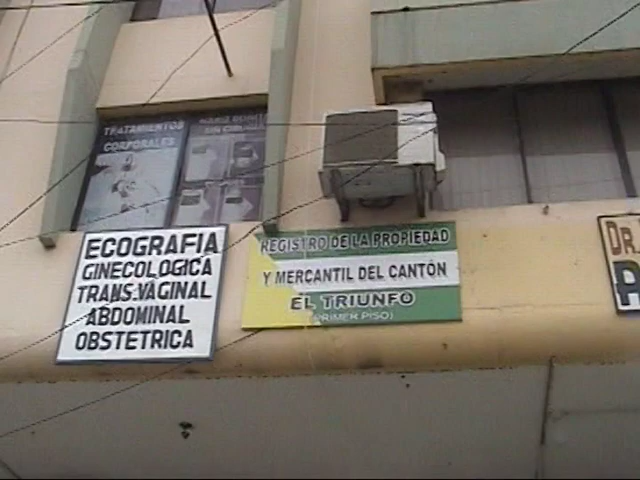 TRATAMIENTOS
CORPORALES
ECOGRAFIA
GINECOLOGICA
TRANS-VAGINAL
ABDOMINAL
OBSTETRICA
REGISTRO DE LA PROPIEDAD
Y MERCANTIL DEL CANTÓN
EL TRIUNFO
(PRIMER PISO)
DR.